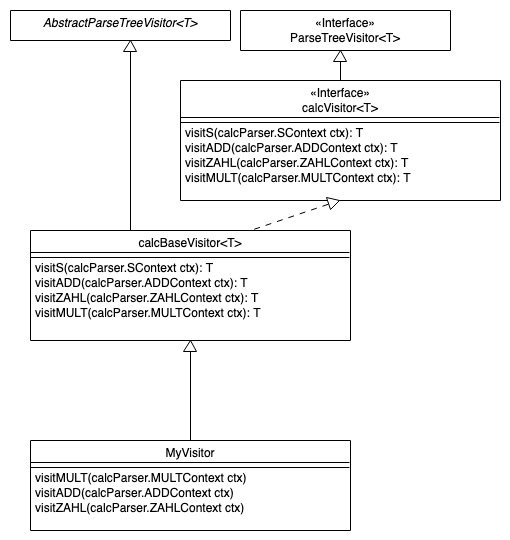 AbstractParseTreeVisitor<T>
«Interface»
ParseTreeVisitor<T>
«Interface»
calcVisitor<T>
visitS(calcParser.SContext ctx): T
visitADD(calcParser.ADDContext ctx): T
visitZAHL(calcParser.ZAHLContext ctx): T
visitMULT(calcParser.MULTContext ctx): T
calcBaseVisitor<T>
visitS(calcParser.SContext ctx): T
visitADD(calcParser.ADDContext ctx): T
visitZAHL(calcParser.ZAHLContext ctx): T
visitMULT(calcParser.MULTContext ctx): T
MyVisitor
visitMULT(calcParser.MULTContext ctx)
visitADD(calcParser.ADDContext ctx)
visitZAHL(calcParser.ZAHLContext ctx)